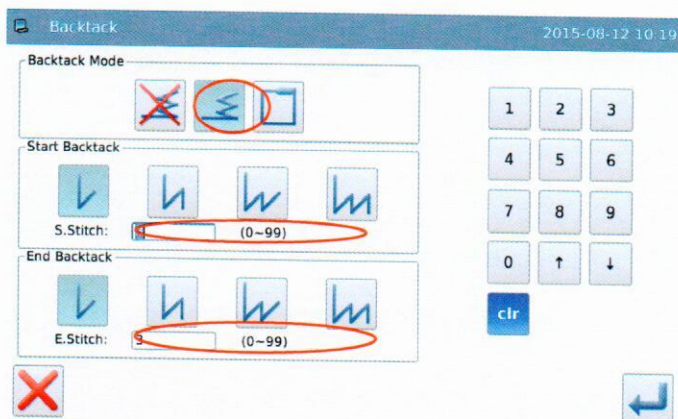 Backtack
2015-08-12 10:19
Backtack Mode
Start Backtack
S.Stitch:
(0~99)
End Backtack
E.Stitch: 3 (0~99)
1 2 3
4 5 6
7 8 9
0 ↑ ↓
clr